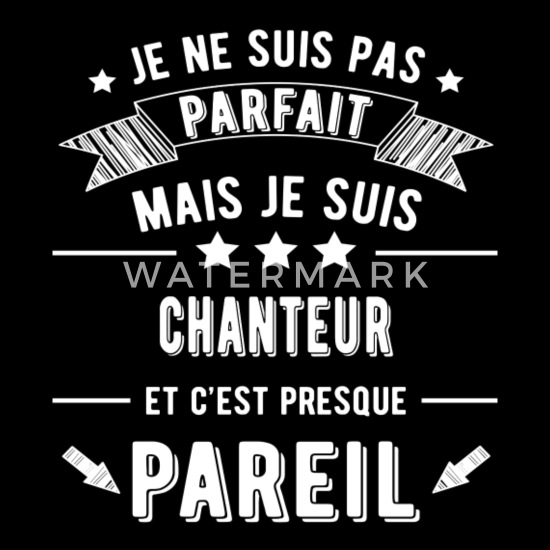 JE NE SUIS PAS
PARFAIT
MAIS JE SUIS
WATERMARK
CHANTEUR
ET C'EST PRESQUE
PAREIL